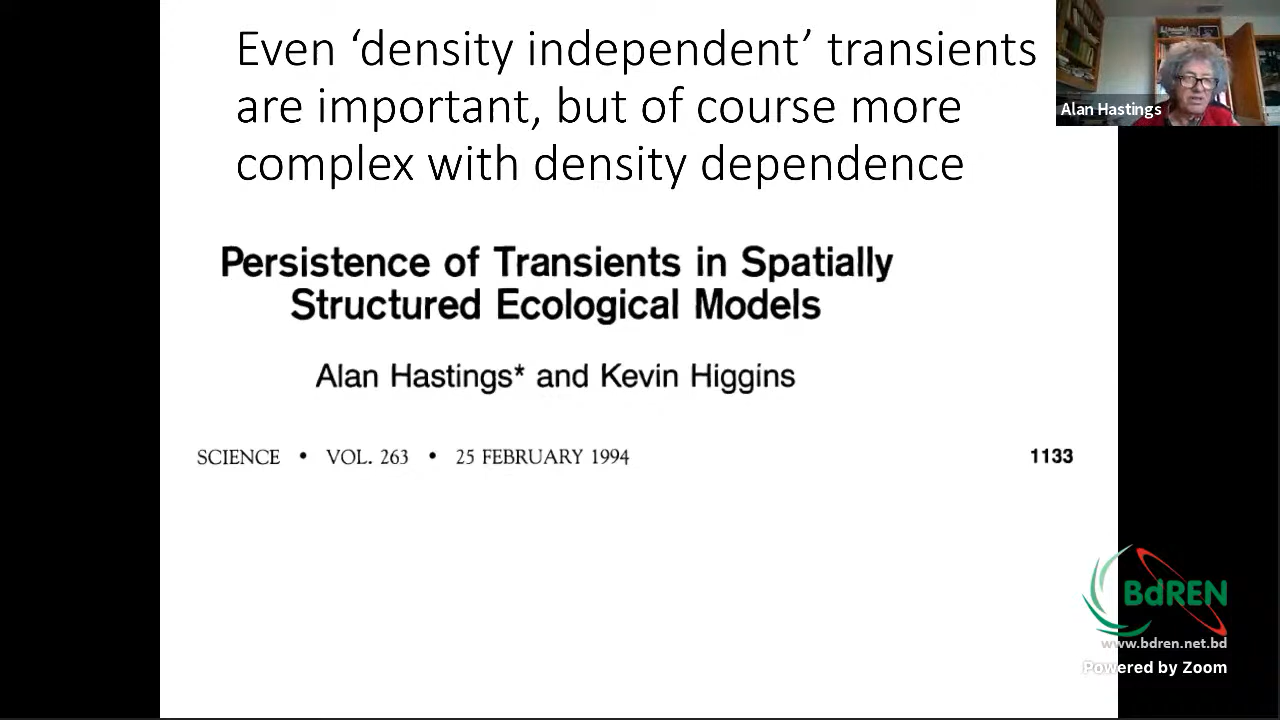 Even ‘density independent’ transients
are important, but of course more
complex with density dependence
Alan Hastings
Persistence of Transients in Spatially
Structured Ecological Models
Alan Hastings* and Kevin Higgins
SCIENCE • VOL. 263 • 25 FEBRUARY 1994 1133
BdREN
www.bdren.net.bd
Powered by Zoom